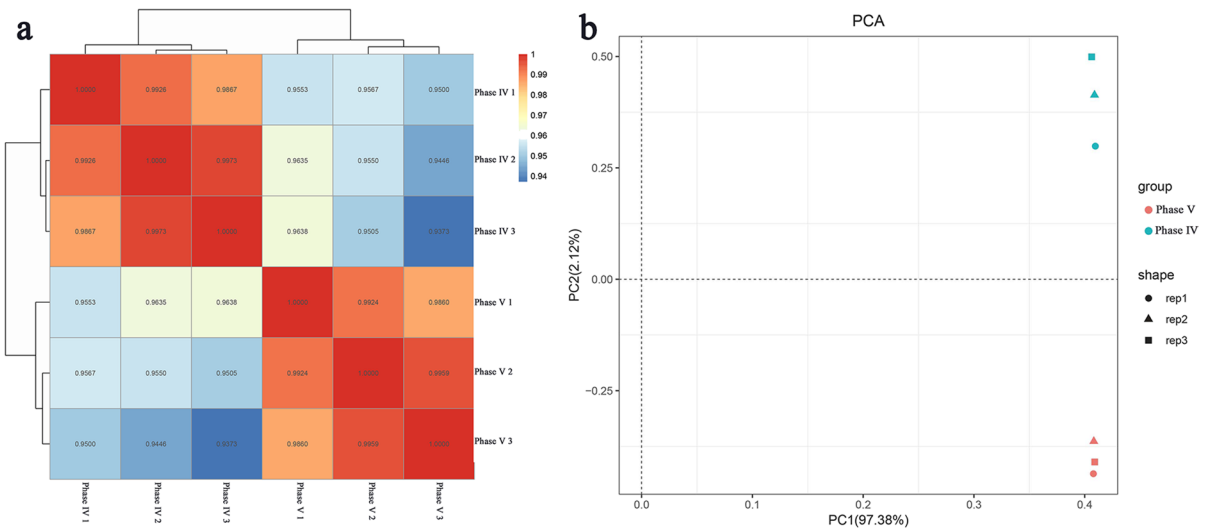 a
1
0.99
0.98
0.97
0.96
0.95
0.94
1.0000 0.9926 0.9867 0.9553 0.9567 0.9500 Phase IV 1
0.9926 1.0000 0.9973 0.9635 0.9550 0.9446 Phase IV 2
0.9867 0.9973 1.0000 0.9638 0.9505 0.9373 Phase IV 3
0.9553 0.9635 0.9638 1.0000 0.9924 0.9860 Phase V 1
0.9567 0.9550 0.9505 0.9924 1.0000 0.9959 Phase V 2
0.9500 0.9446 0.9373 0.9860 0.9959 1.0000 Phase V 3
Phase IV 1
Phase IV 2
Phase IV 3
Phase V 1
Phase V 2
Phase V 3
b
PCA
PC2(2.12%)
0.50
0.25
0.00
−0.25
0.0 0.1 0.2 0.3 0.4
PC1(97.38%)
group
Phase V
Phase IV
shape
rep1
rep2
rep3